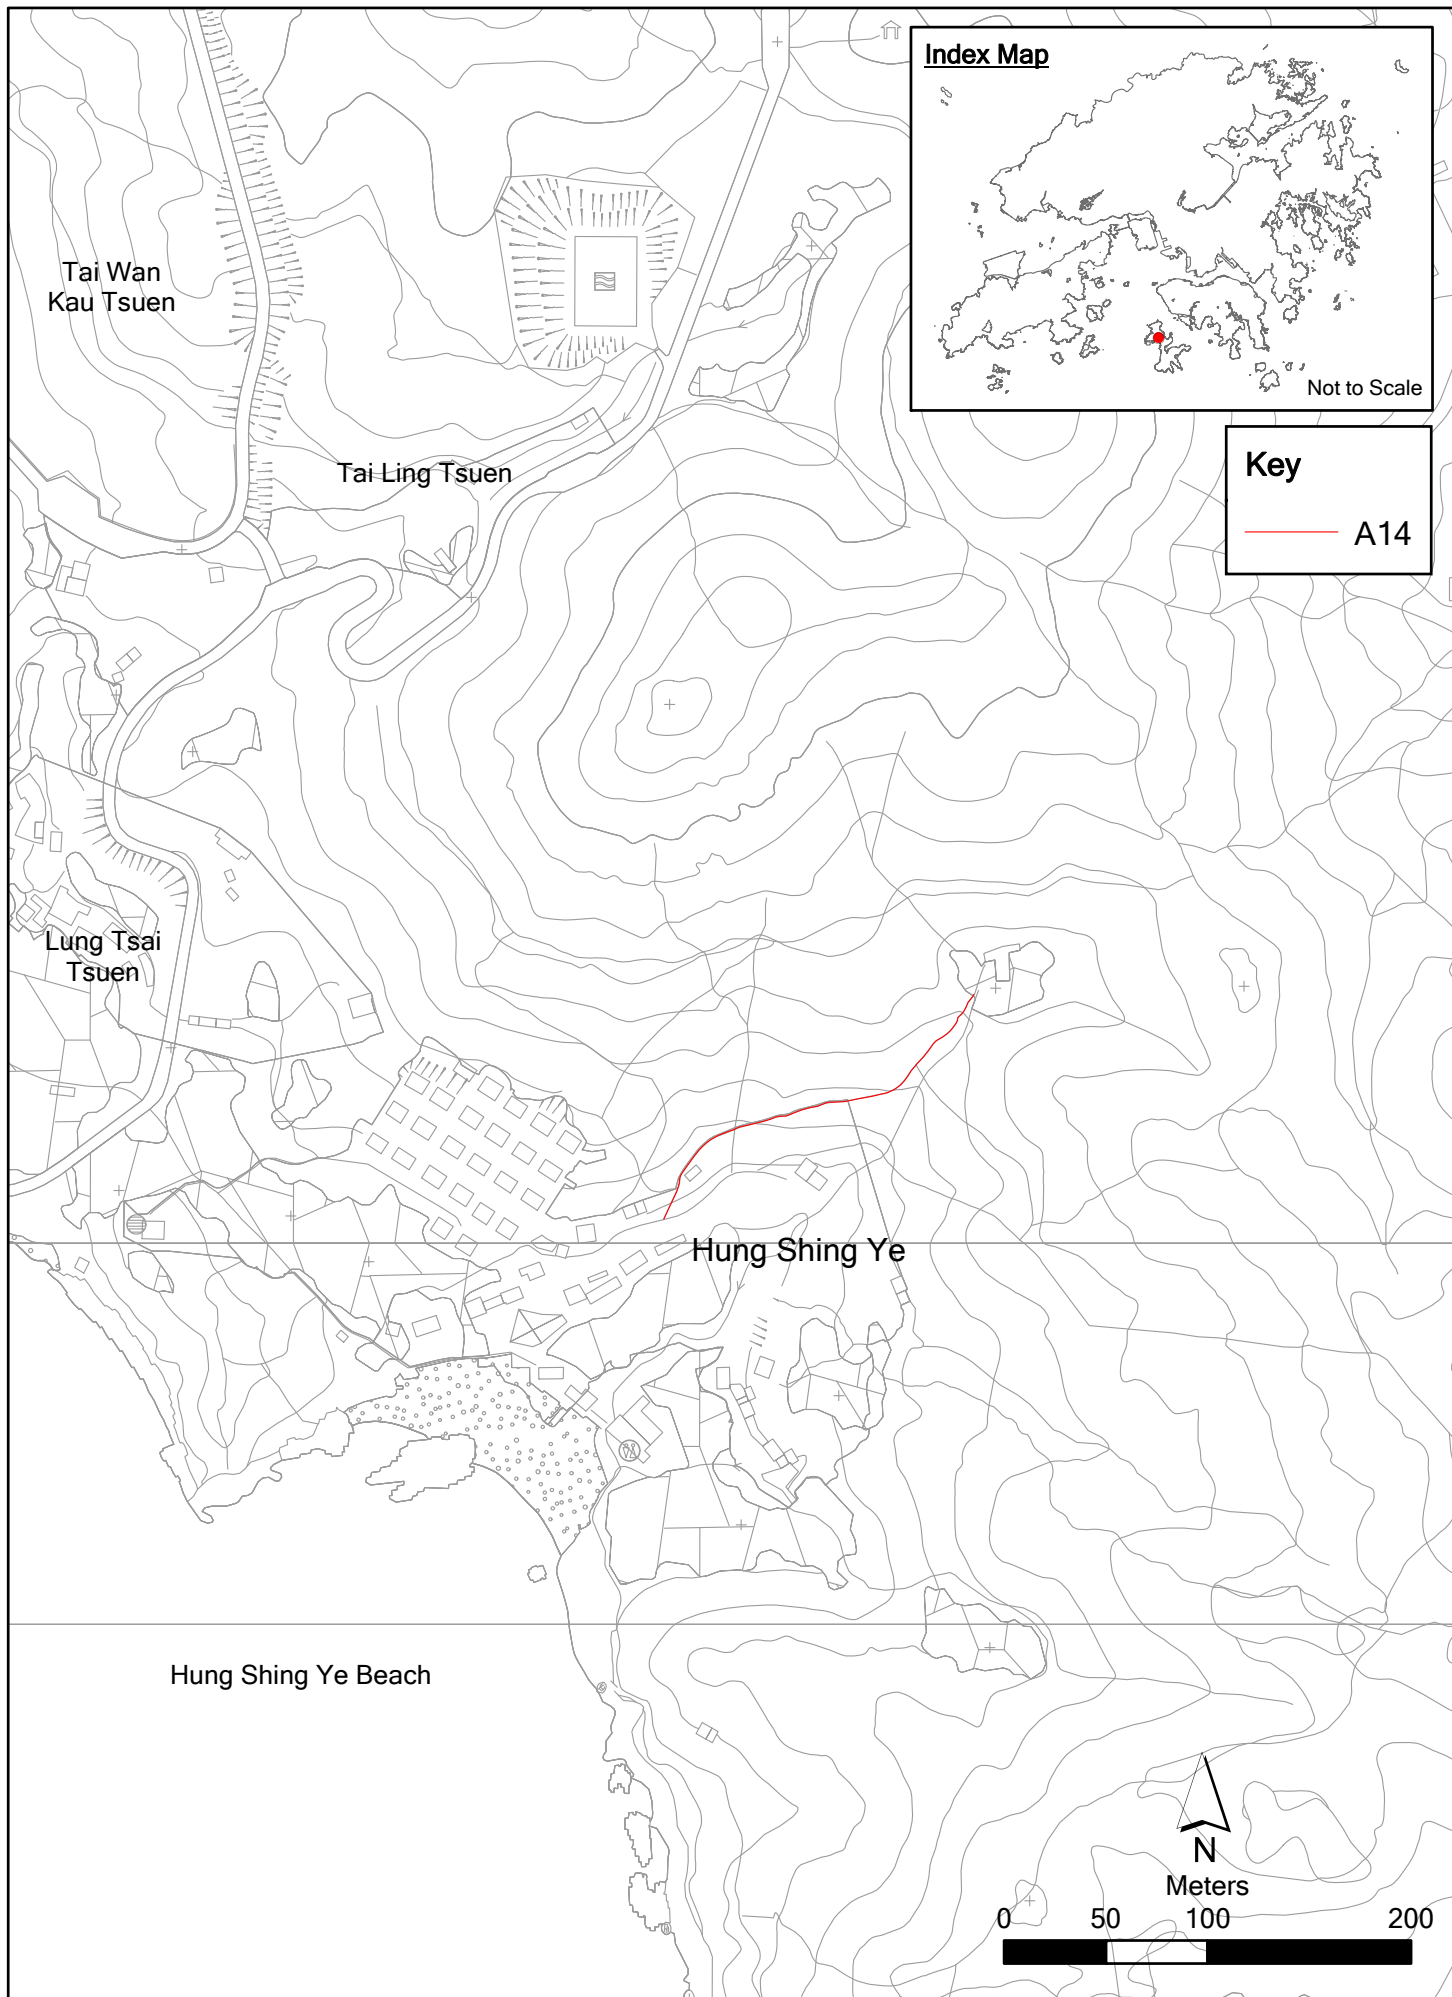 Index Map
Not to Scale
Key
A14
Tai Wan
Kau Tsuen
Tai Ling Tsuen
Lung Tsai
Tsuen
Hung Shing Ye
Hung Shing Ye Beach
N
Meters
0 50 100 200